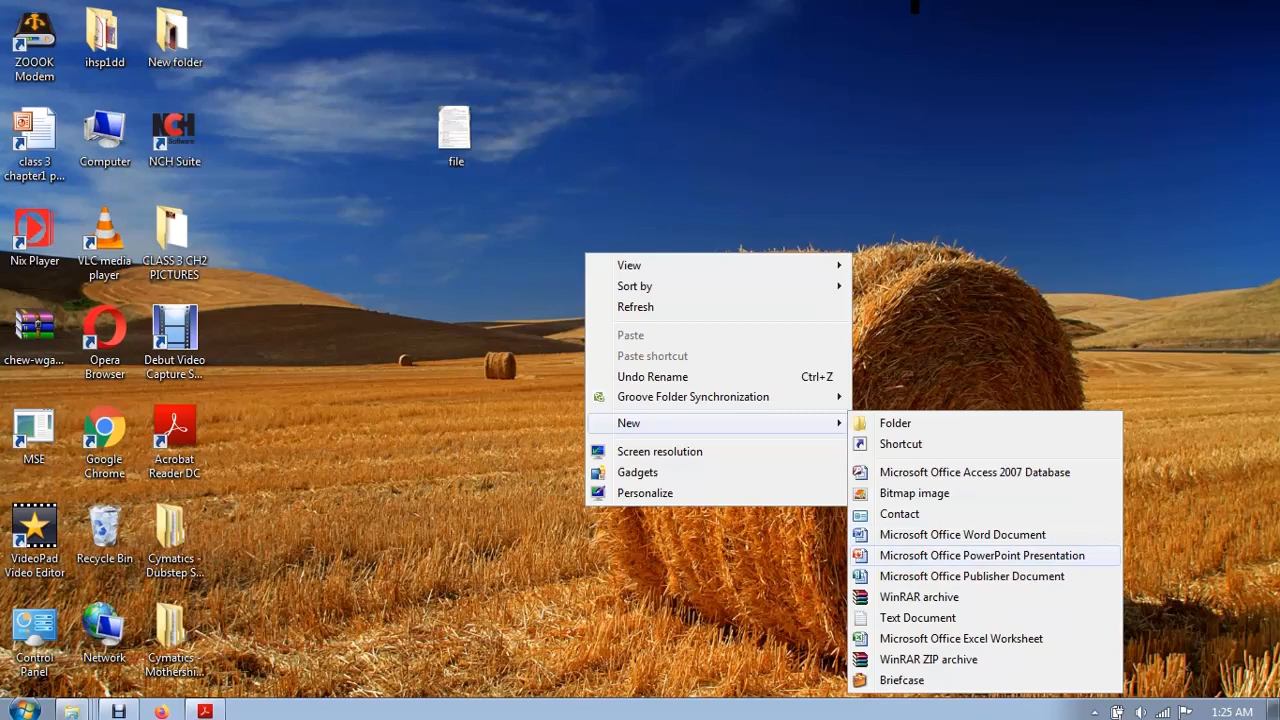 ZOOOK
Modem
ihsp1dd
New folder
class 3
chapter1 p...
Computer
NCH
Software
NCH Suite
file
Nix Player
VLC media
player
CLASS 3 CH2
PICTURES
chew-wga...
Opera
Browser
Debut Video
Capture S...
MSE
Google
Chrome
Acrobat
Reader DC
VideoPad
Video Editor
Recycle Bin
Cymatics -
Dubstep S...
Control
Panel
Network
Cymatics -
Mothershi...
View
Sort by
Refresh
Paste
Paste shortcut
Undo Rename Ctrl+Z
Groove Folder Synchronization
New
Screen resolution
Gadgets
Personalize
Folder
Shortcut
Microsoft Office Access 2007 Database
Bitmap image
Contact
Microsoft Office Word Document
Microsoft Office PowerPoint Presentation
Microsoft Office Publisher Document
WinRAR archive
Text Document
Microsoft Office Excel Worksheet
WinRAR ZIP archive
Briefcase
1:25 AM